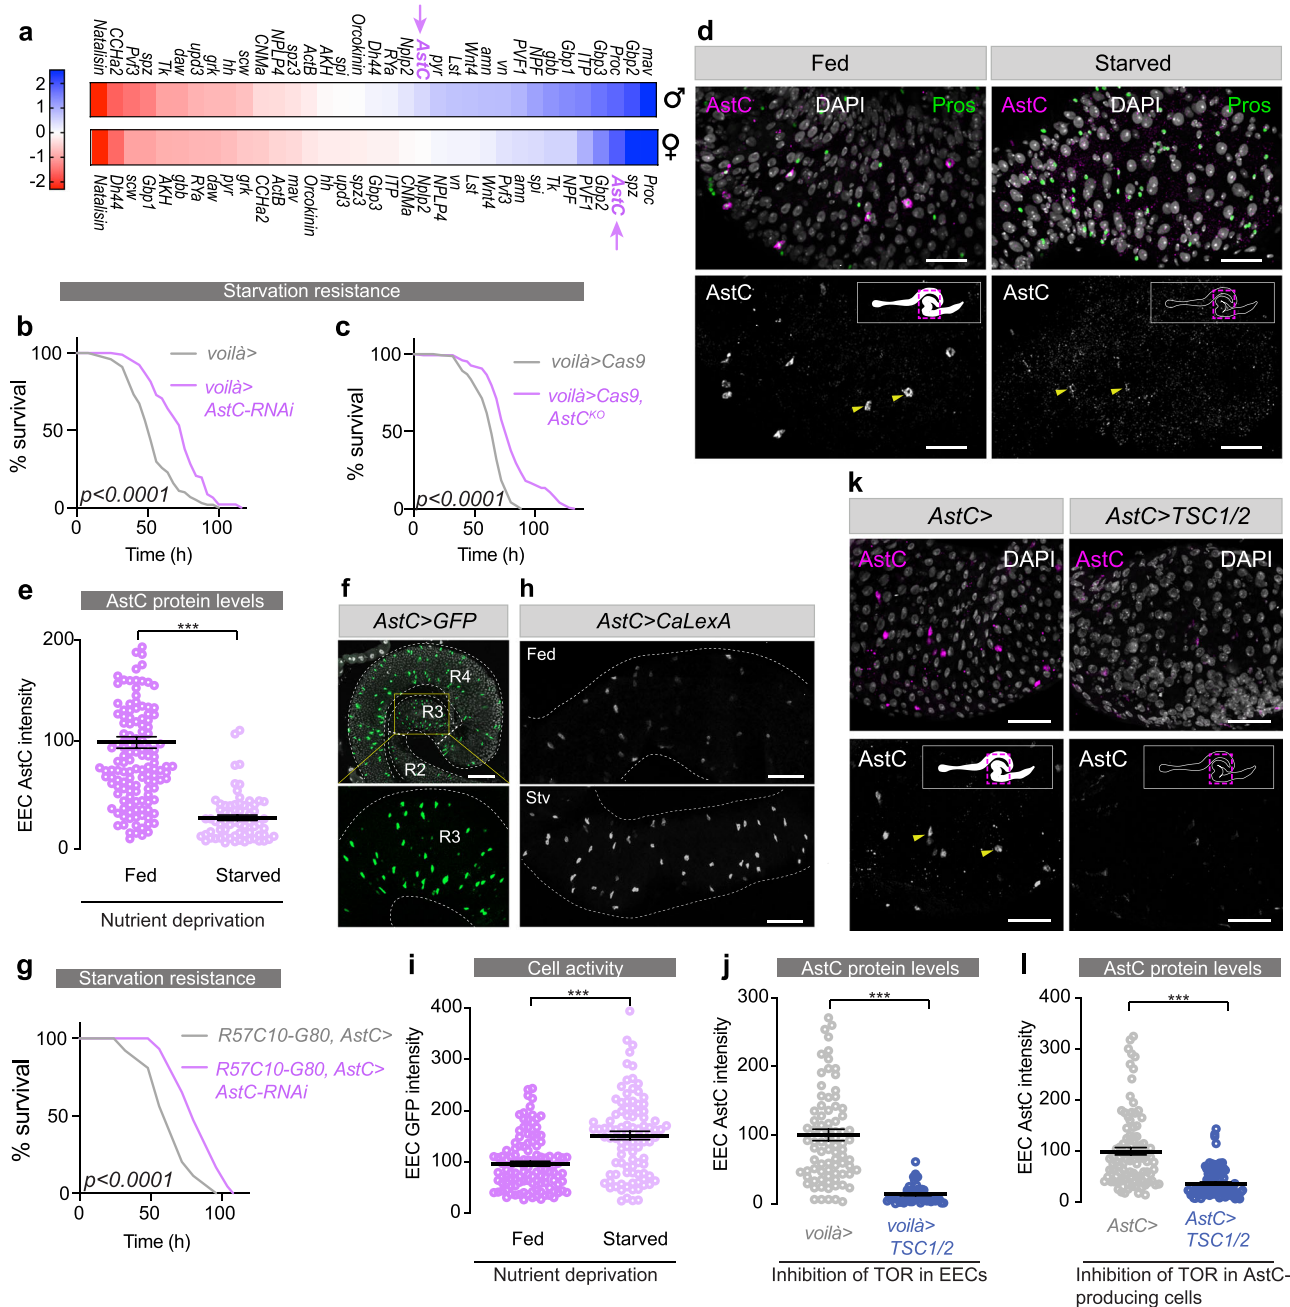 a
Natalisin CCHa2 Pvf3 spz Tk daw upd3 grk hh scw CNMa NPLP4 spz3 ActB AKH spi Orcokinin Dh44 RYa Nplp2 AstC pyr Lst Wnt4 amn vn PVF1 NPF gbb Gbp1 ITP Gbp3 Proc Gbp2 mav
2
1
0
-1
-2
♂
♀
Natalisin Dh44 scw Gbp1 AKH gbb RYa daw pyr grk CCHa2 ActB mav Orcokinin hh upd3 spz3 Gbp3 ITP CNMa Nplp2 NPLP4 vn Lst Wnt4 Pvf3 amn spi Tk NPF PVF1 Gbp2 AstC spz Proc
Starvation resistance
b
% survival
100
50
0
voilà>
voilà>
AstC-RNAi
p<0.0001
0 50 100
Time (h)
c
% survival
100
50
0
voilà>Cas9
voilà>Cas9,
AstCᴷᴼ
p<0.0001
0 50 100
Time (h)
d
Fed Starved
AstC DAPI Pros
AstC DAPI Pros
AstC
AstC
e
AstC protein levels
***
EEC AstC intensity
200
100
0
Fed Starved
Nutrient deprivation
f
AstC>GFP
R4
R3
R2
R3
h
AstC>CaLexA
Fed
Stv
k
AstC> AstC>TSC1/2
AstC DAPI
AstC DAPI
AstC
AstC
g
Starvation resistance
% survival
100
50
0
R57C10-G80, AstC>
R57C10-G80, AstC>
AstC-RNAi
p<0.0001
0 50 100
Time (h)
i
Cell activity
***
EEC GFP intensity
400
300
200
100
0
Fed Starved
Nutrient deprivation
j
AstC protein levels
***
EEC AstC intensity
300
200
100
0
voilà> voilà>
TSC1/2
Inhibition of TOR in EECs
l
AstC protein levels
***
EEC AstC intensity
400
300
200
100
0
AstC> AstC>
TSC1/2
Inhibition of TOR in AstC-
producing cells